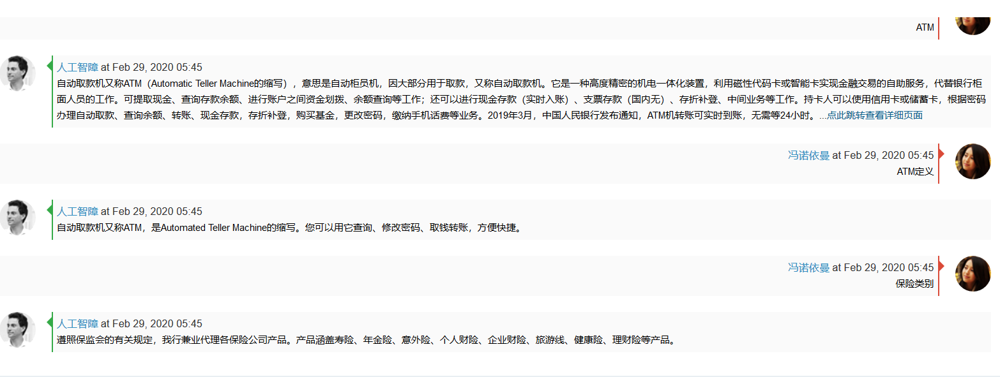 ATM
人工智障 at Feb 29, 2020 05:45
自动取款机又称ATM（Automatic Teller Machine的缩写），意思是自动柜员机，因大部分用于取款，又称自动取款机。它是一种高度精密的机电一体化装置，利用磁性代码卡或智能卡实现金融交易的自助服务，代替银行柜
面人员的工作。可提取现金、查询存款余额、进行账户之间资金划拨、余额查询等工作；还可以进行现金存款（实时入账）、支票存款（国内无）、存折补登、中间业务等工作。持卡人可以使用信用卡或储蓄卡，根据密码
办理自动取款、查询余额、转账、现金存款，存折补登，购买基金，更改密码，缴纳手机话费等业务。2019年3月，中国人民银行发布通知，ATM机转账可实时到账，无需等24小时。...点此跳转查看详细页面
冯诺依曼 at Feb 29, 2020 05:45
ATM定义
人工智障 at Feb 29, 2020 05:45
自动取款机又称ATM，是Automated Teller Machine的缩写。您可以用它查询、修改密码、取钱转账，方便快捷。
冯诺依曼 at Feb 29, 2020 05:45
保险类别
人工智障 at Feb 29, 2020 05:45
遵照保监会的有关规定，我行兼业代理各保险公司产品。产品涵盖寿险、年金险、意外险、个人财险、企业财险、旅游线、健康险、理财险等产品。